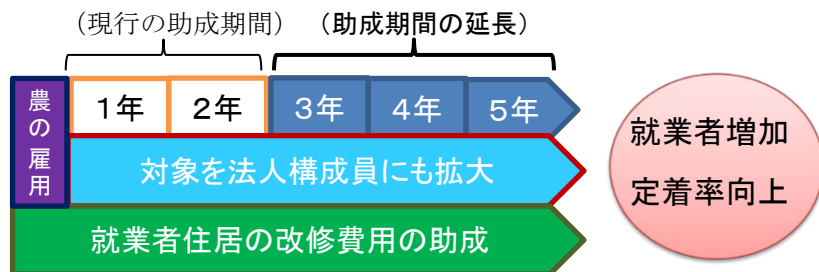 （現行の助成期間）
（助成期間の延長）
農の雇用
１年
２年
３年
４年
５年
対象を法人構成員にも拡大
就業者住居の改修費用の助成
就業者増加
定着率向上